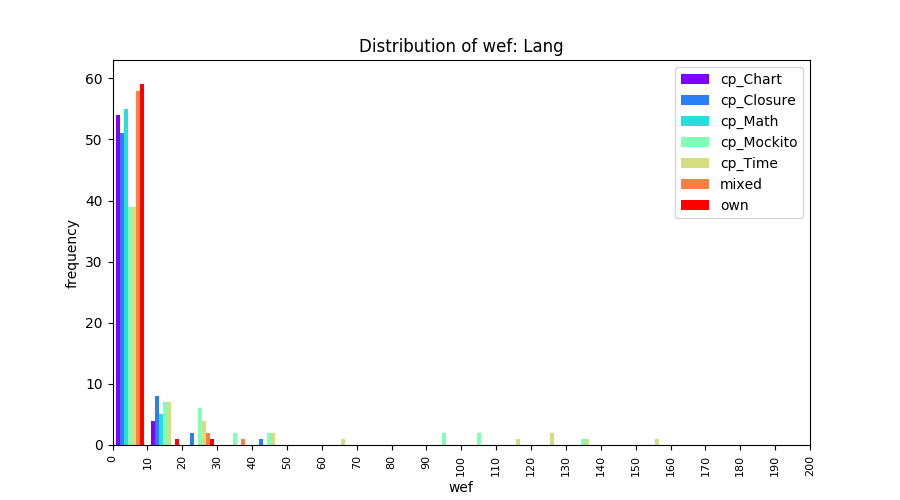 Distribution of wef: Lang
frequency
60
50
40
30
20
10
0
cp_Chart
cp_Closure
cp_Math
cp_Mockito
cp_Time
mixed
own
0 10 20 30 40 50 60 70 80 90 100 110 120 130 140 150 160 170 180 190 200
wef